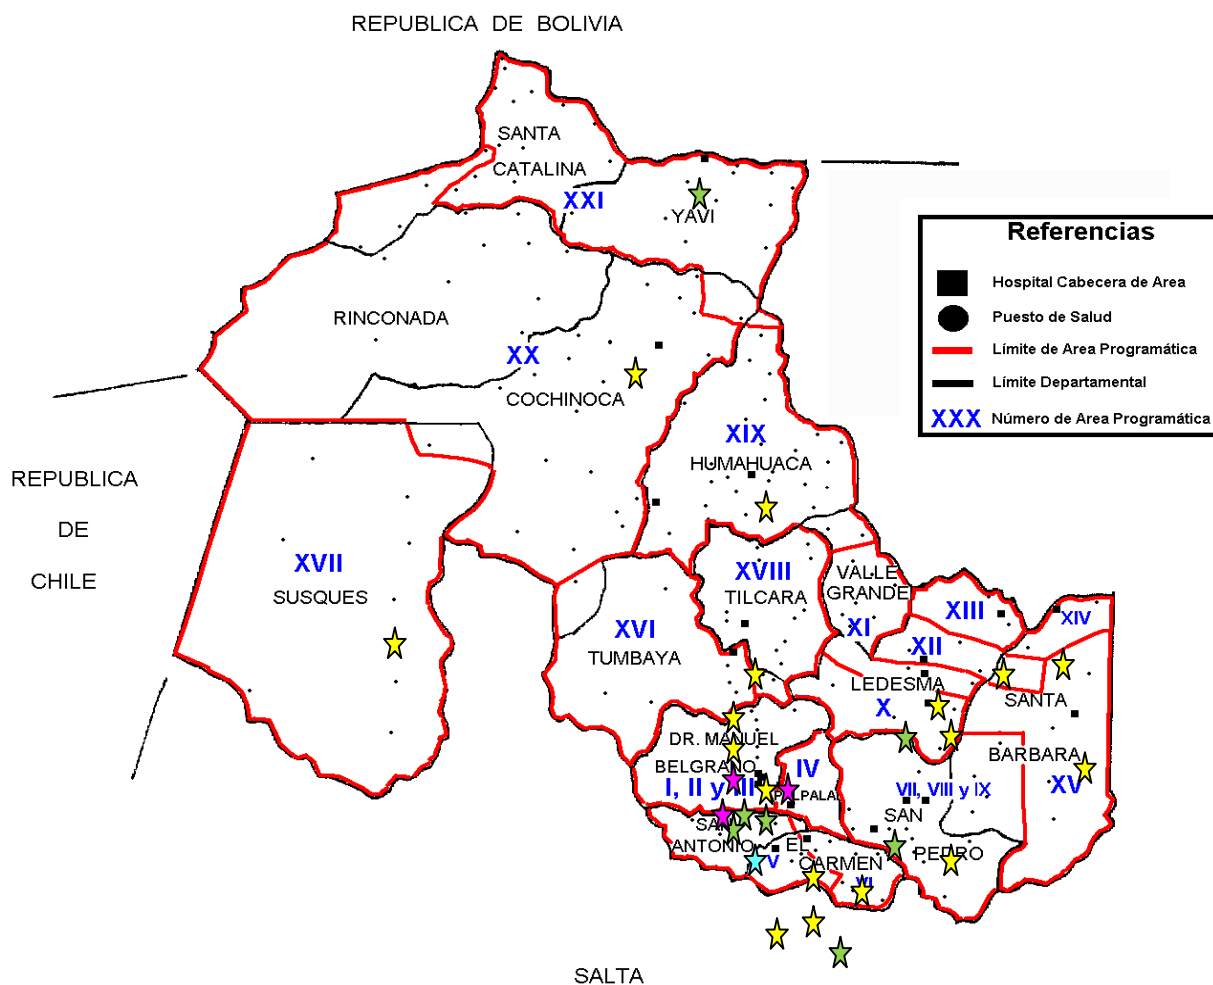 REPUBLICA DE BOLIVIA
SANTA
CATALINA
XXI
YAVI
Referencias
Hospital Cabecera de Area
Puesto de Salud
Límite de Area Programática
Límite Departamental
XXX Número de Area Programática
RINCONADA
XX
COCHINOCA
XIX
HUMAHUACA
REPUBLICA
DE
CHILE
XVII
SUSQUES
XVIII
TILCARA
VALLE
GRANDE
XI
XIII
XIV
XVI
TUMBAYA
XII
LEDESMA
X
SANTA
BARBARA
XV
DR. MANUEL
BELGRANO
I, II y III
IV
PALPALA
VII, VIII y IX
SAN
PEDRO
SAN
ANTONIO
EL
CARMEN
V
VI
SALTA